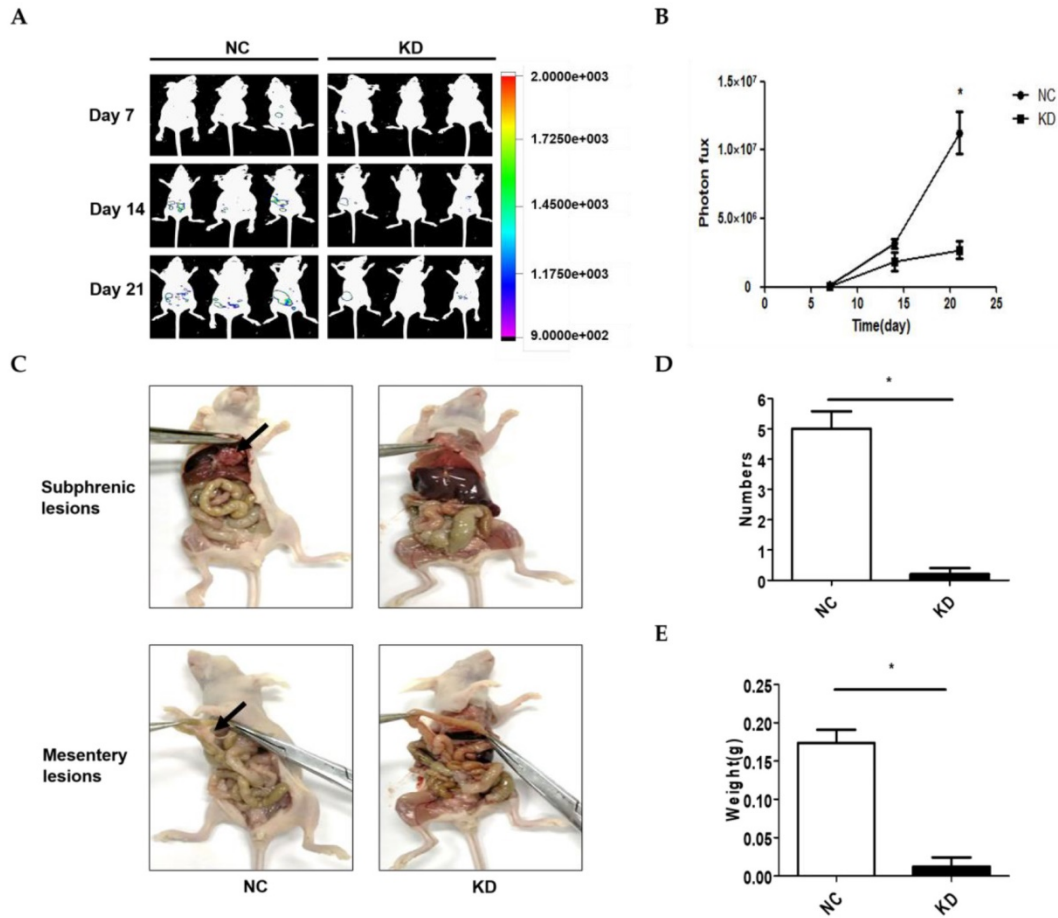 A
NC KD
Day 7
Day 14
Day 21
2.0000e+003
1.7250e+003
1.4500e+003
1.1750e+003
9.0000e+002
B
Photon fux
1.5×10⁷
1.0×10⁷
5.0×10⁶
0
0 5 10 15 20 25
Time(day)
*
NC
KD
C
Subphrenic
lesions
Mesentery
lesions
NC KD
D
*
Numbers
6
5
4
3
2
1
0
NC KD
E
*
Weight(g)
0.25
0.20
0.15
0.10
0.05
0.00
NC KD